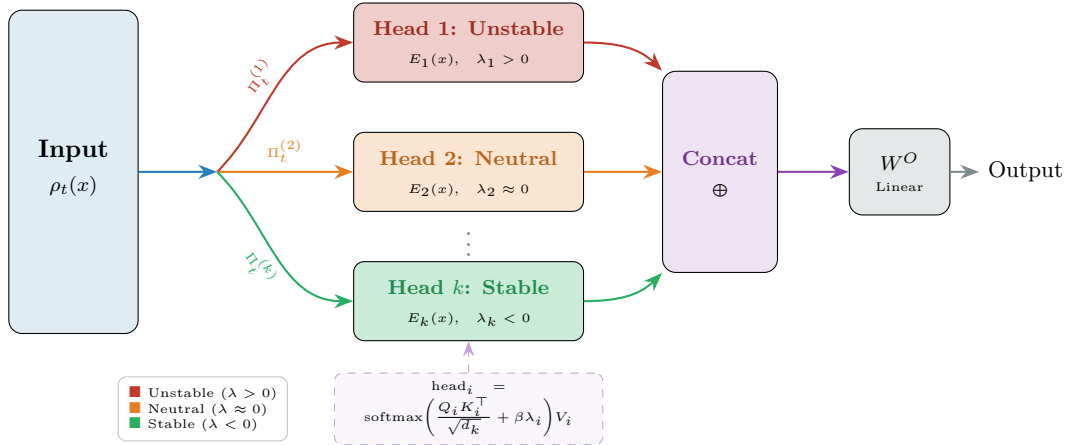 Input
ρ_t(x)
Π_t^(1)
Π_t^(2)
Π_t^(k)
Head 1: Unstable
E_1(x), λ_1 > 0
Head 2: Neutral
E_2(x), λ_2 ≈ 0
⋮
Head k: Stable
E_k(x), λ_k < 0
Concat
⊕
W^O
Linear
Output
Unstable (λ > 0)
Neutral (λ ≈ 0)
Stable (λ < 0)
head_i =
softmax(Q_i K_i^⊤ / √d_k + βλ_i) V_i